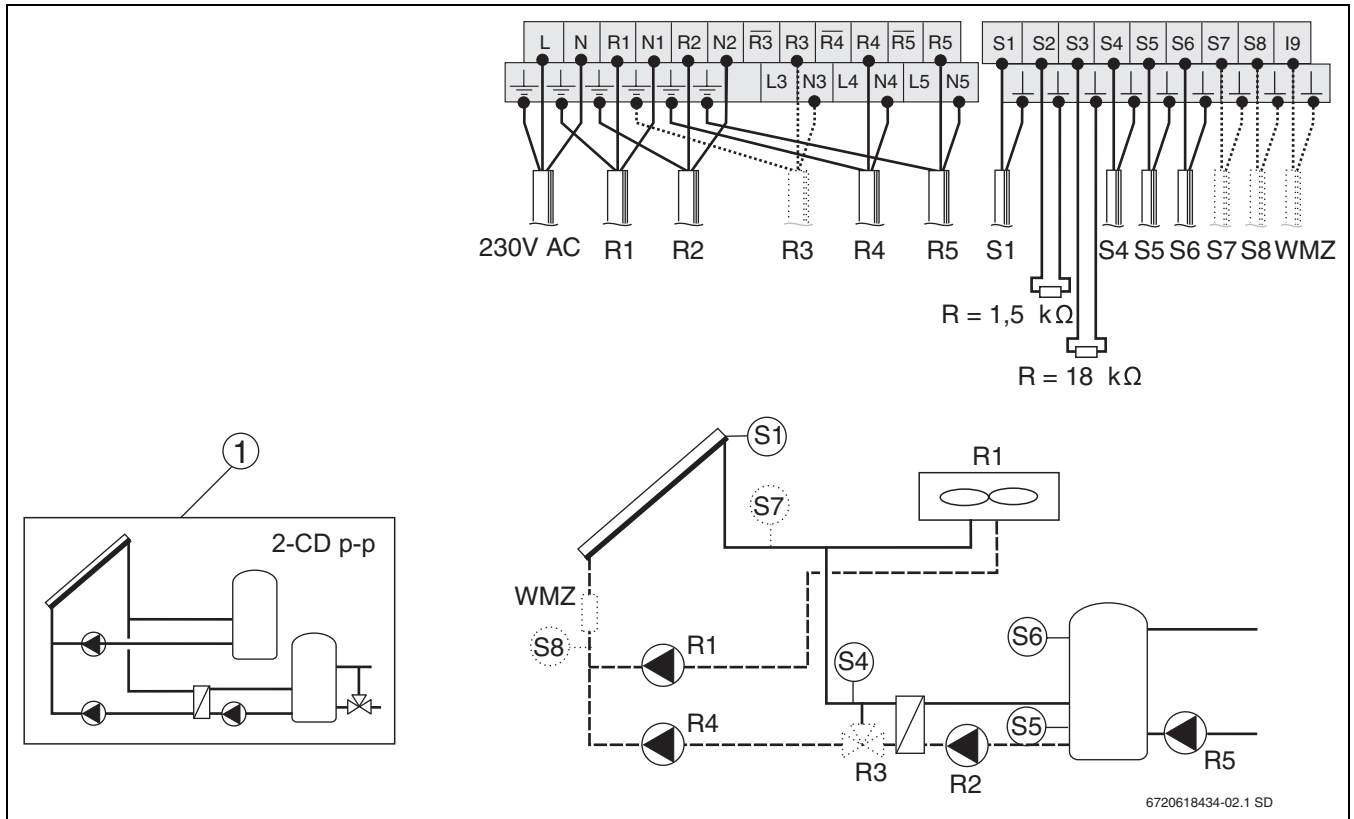 L N R1 N1 R2 N2 R̅3̅ R3 R̅4̅ R4 R̅5̅ R5 S1 S2 S3 S4 S5 S6 S7 S8 I9
L3 N3 L4 N4 L5 N5
230V AC R1 R2 R3 R4 R5 S1 S4 S5 S6 S7 S8 WMZ
R = 1,5 kΩ
R = 18 kΩ
1
2-CD p-p
S1
R1
S7
WMZ
S8
R1
S4
S6
R4
S5
R3
R2
R5
6720618434-02.1 SD